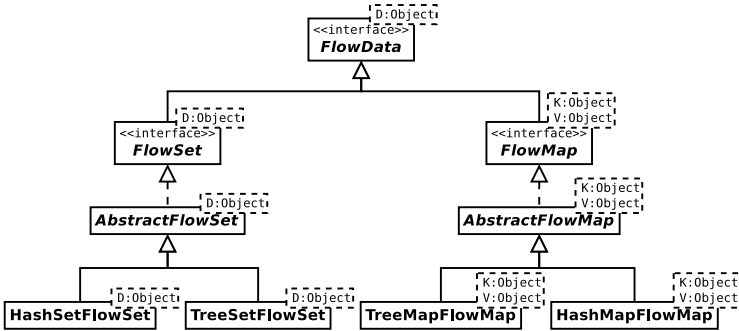 D:Object
<<interface>>
FlowData
D:Object
<<interface>>
FlowSet
K:Object
V:Object
<<interface>>
FlowMap
D:Object
AbstractFlowSet
K:Object
V:Object
AbstractFlowMap
D:Object
HashSetFlowSet
D:Object
TreeSetFlowSet
K:Object
V:Object
TreeMapFlowMap
K:Object
V:Object
HashMapFlowMap